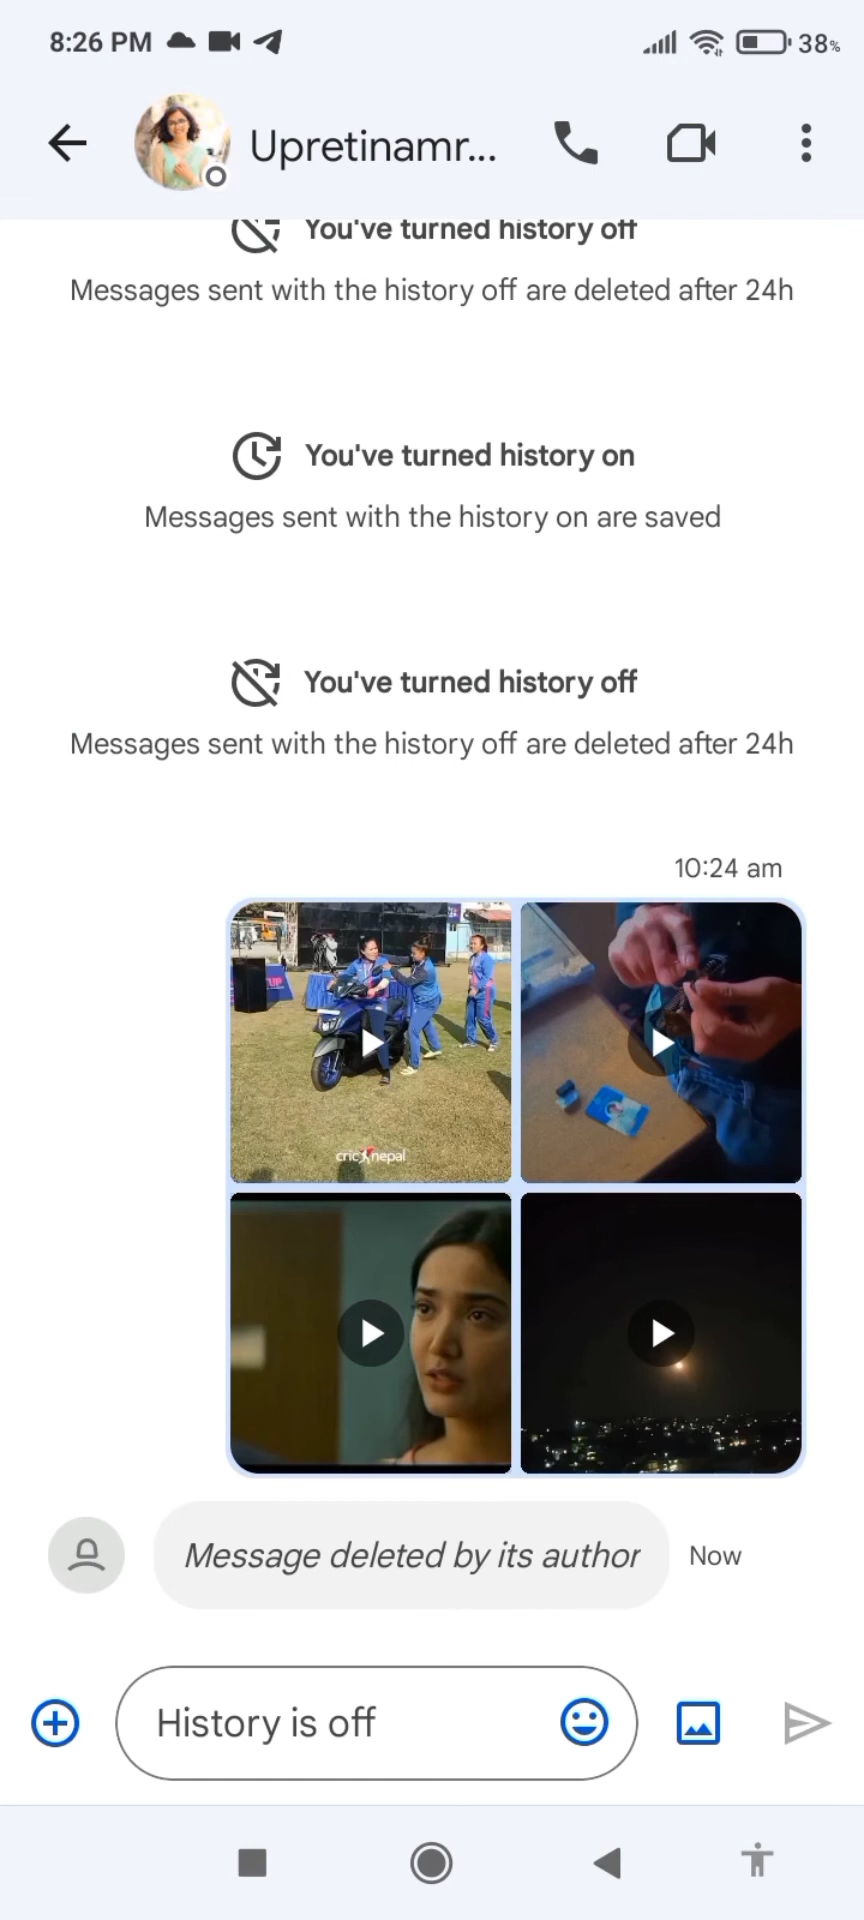 8:26 PM
38%
Upretinamr...
You've turned history off
Messages sent with the history off are deleted after 24h
You've turned history on
Messages sent with the history on are saved
You've turned history off
Messages sent with the history off are deleted after 24h
10:24 am
UP
cricnepal
Message deleted by its author
Now
History is off